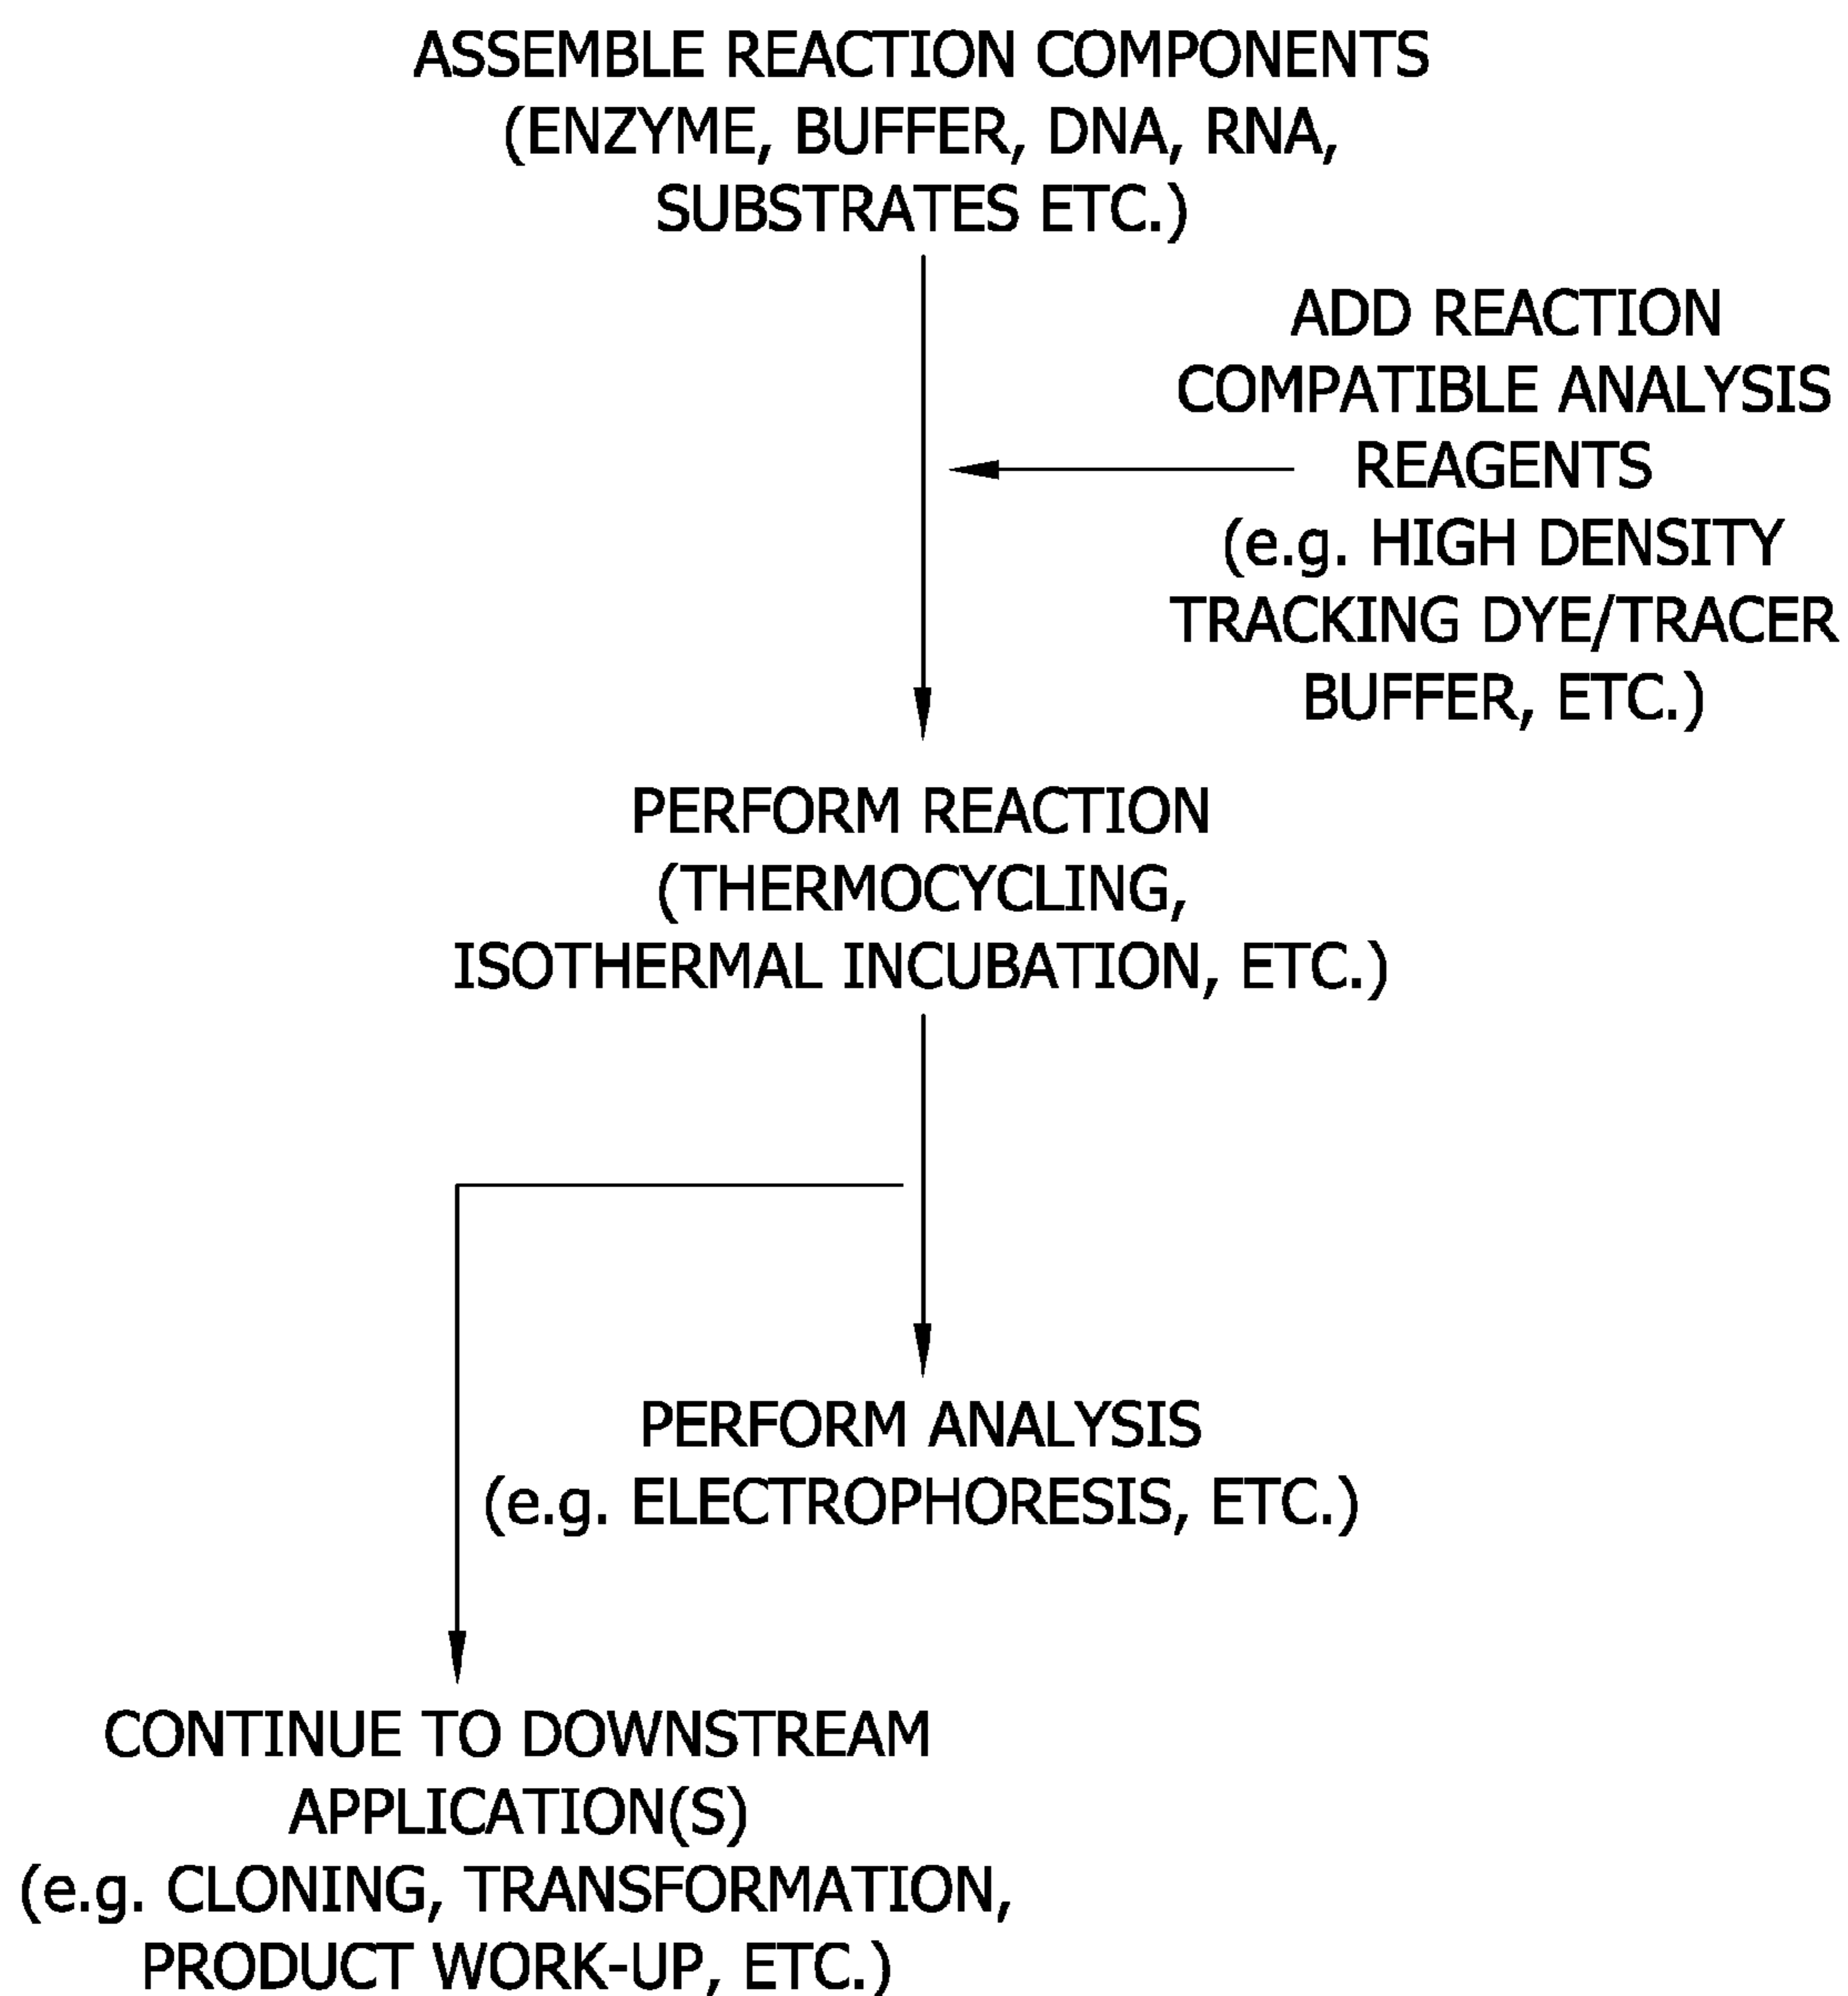 ASSEMBLE REACTION COMPONENTS
(ENZYME, BUFFER, DNA, RNA,
SUBSTRATES ETC.)
ADD REACTION
COMPATIBLE ANALYSIS
REAGENTS
(e.g. HIGH DENSITY
TRACKING DYE/TRACER
BUFFER, ETC.)
PERFORM REACTION
(THERMOCYCLING,
ISOTHERMAL INCUBATION, ETC.)
PERFORM ANALYSIS
(e.g. ELECTROPHORESIS, ETC.)
CONTINUE TO DOWNSTREAM
APPLICATION(S)
(e.g. CLONING, TRANSFORMATION,
PRODUCT WORK-UP, ETC.)